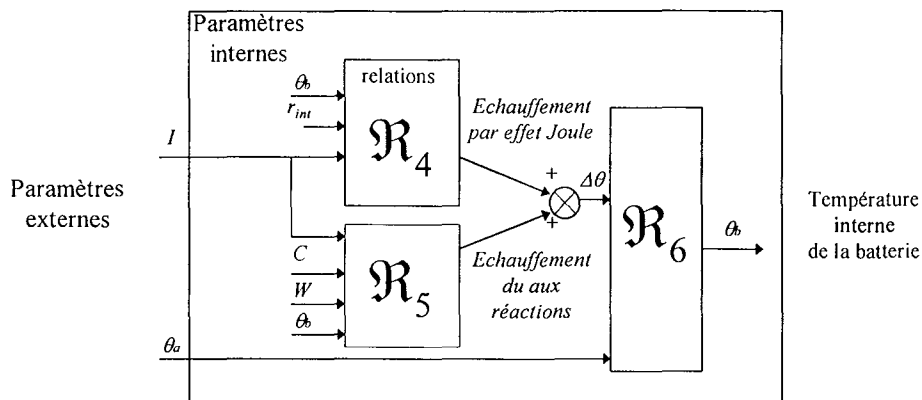 Paramètres
internes
relations
θb
rint
ℜ4
I
Echauffement
par effet Joule
+
Δθ
+
Paramètres
externes
C
W
θb
ℜ5
Echauffement
du aux
réactions
ℜ6
θb
Température
interne
de la batterie
θa